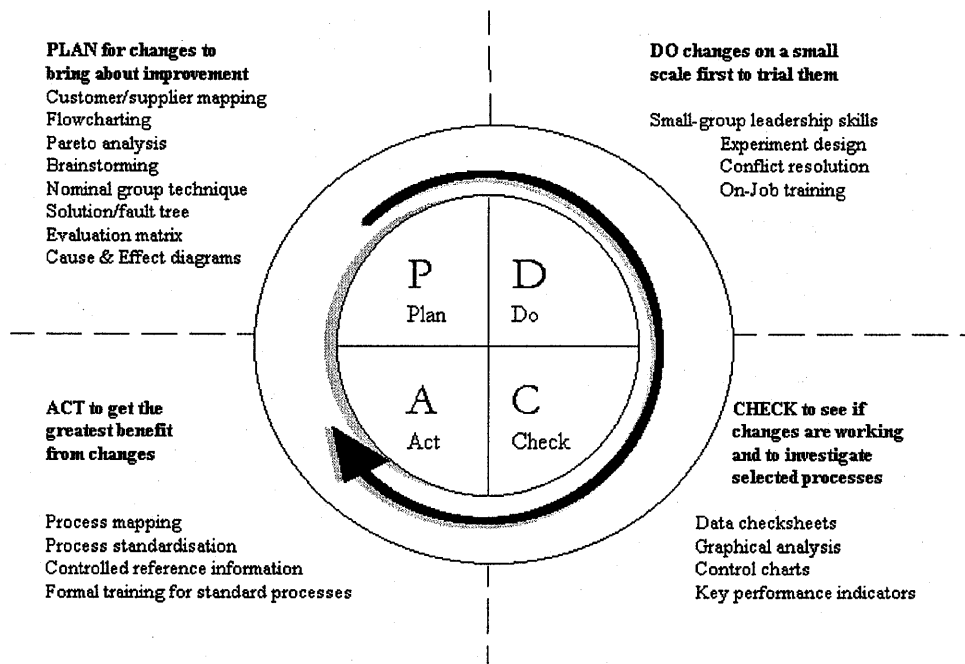 PLAN for changes to
bring about improvement
Customer/supplier mapping
Flowcharting
Pareto analysis
Brainstorming
Nominal group technique
Solution/fault tree
Evaluation matrix
Cause & Effect diagrams
DO changes on a small
scale first to trial them
Small-group leadership skills
Experiment design
Conflict resolution
On-Job training
P
Plan
D
Do
A
Act
C
Check
ACT to get the
greatest benefit
from changes
Process mapping
Process standardisation
Controlled reference information
Formal training for standard processes
CHECK to see if
changes are working
and to investigate
selected processes
Data checksheets
Graphical analysis
Control charts
Key performance indicators